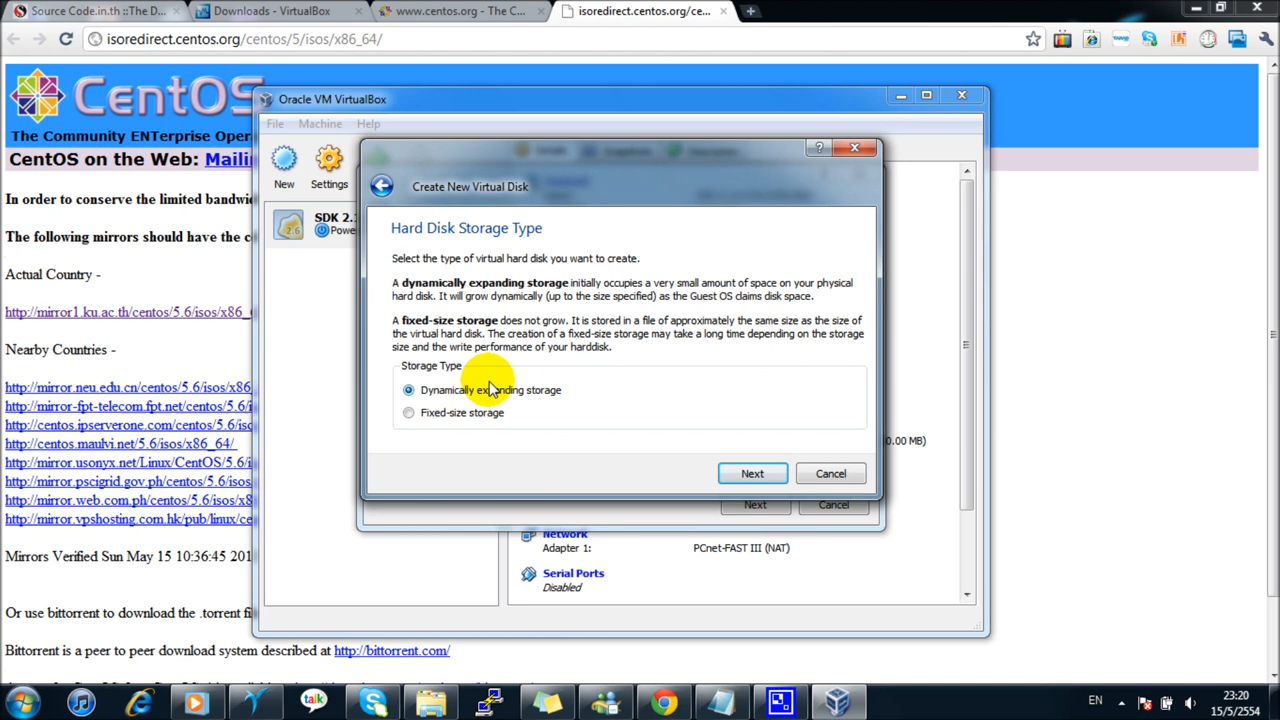 Source Code.in.th ::The D
Downloads - VirtualBox
www.centos.org - The C
isoredirect.centos.org/ce...
isoredirect.centos.org/centos/5/isos/x86_64/
CentOS
The Community ENTerprise Oper
CentOS on the Web: Mailin
In order to conserve the limited bandwi
The following mirrors should have the c
Actual Country -
http://mirror1.ku.ac.th/centos/5.6/isos/x86_6
Nearby Countries -
http://mirror.neu.edu.cn/centos/5.6/isos/x86
http://mirror-fpt-telecom.fpt.net/centos/5.6/i
http://centos.ipserverone.com/centos/5.6/iso
http://centos.maulvi.net/5.6/isos/x86_64/
http://mirror.usonyx.net/Linux/CentOS/5.6/i
http://mirror.pscigrid.gov.ph/centos/5.6/isos
http://mirror.web.com.ph/centos/5.6/isos/x8
http://mirror.vpshosting.com.hk/pub/linux/ce
Mirrors Verified Sun May 15 10:36:45 201
Or use bittorrent to download the .torrent fi
Bittorrent is a peer to peer download system described at http://bittorrent.com/
Oracle VM VirtualBox
File Machine Help
New Settings
SDK 2.
Powe
Create New Virtual Disk
Hard Disk Storage Type
Select the type of virtual hard disk you want to create.
A dynamically expanding storage initially occupies a very small amount of space on your physical
hard disk. It will grow dynamically (up to the size specified) as the Guest OS claims disk space.
A fixed-size storage does not grow. It is stored in a file of approximately the same size as the size of
the virtual hard disk. The creation of a fixed-size storage may take a long time depending on the storage
size and the write performance of your harddisk.
Storage Type
Dynamically expanding storage
Fixed-size storage
Next Cancel
0.00 MB)
Next Cancel
Network
Adapter 1: PCnet-FAST III (NAT)
Serial Ports
Disabled
talk
EN
23:20
15/5/2554